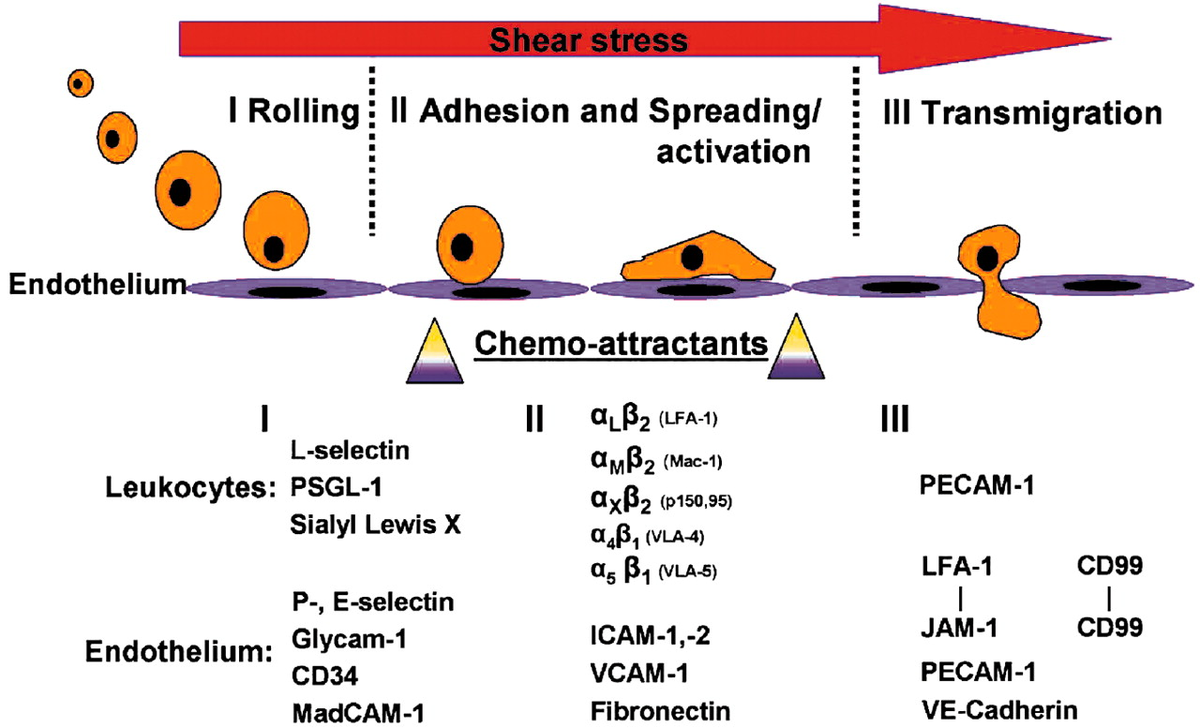 Shear stress
I Rolling
II Adhesion and Spreading/
activation
III Transmigration
Endothelium
Chemo-attractants
I
II
III
Leukocytes:
L-selectin
PSGL-1
Sialyl Lewis X
α_Lβ₂ (LFA-1)
α_Mβ₂ (Mac-1)
α_Xβ₂ (p150,95)
α₄β₁ (VLA-4)
α₅ β₁ (VLA-5)
PECAM-1
LFA-1 CD99
| |
JAM-1 CD99
Endothelium:
P-, E-selectin
Glycam-1
CD34
MadCAM-1
ICAM-1,-2
VCAM-1
Fibronectin
PECAM-1
VE-Cadherin